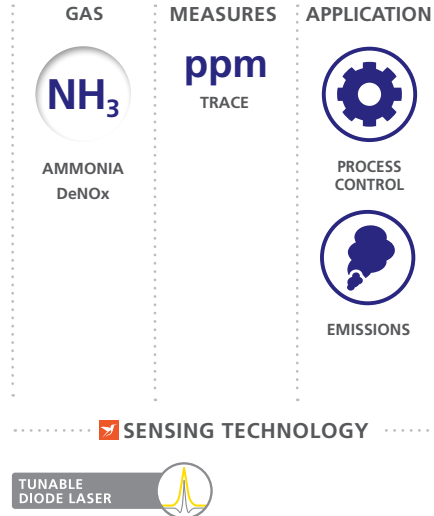 GAS
MEASURES
APPLICATION
NH₃
AMMONIA
DeNOx
ppm
TRACE
PROCESS
CONTROL
EMISSIONS
SENSING TECHNOLOGY
TUNABLE
DIODE LASER